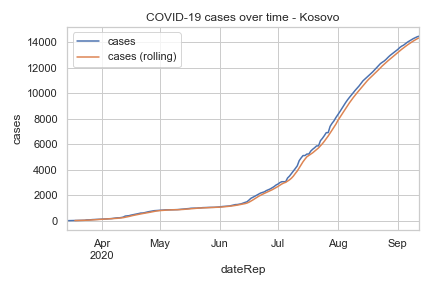 COVID-19 cases over time - Kosovo
cases
cases (rolling)
14000
12000
10000
8000
6000
4000
2000
0
cases
Apr May Jun Jul Aug Sep
2020
dateRep